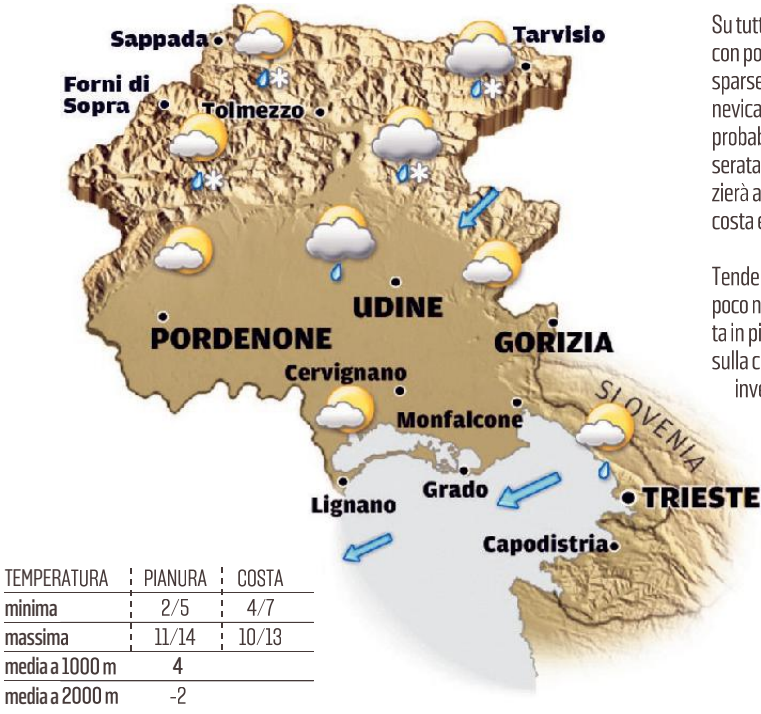 Sappada
Tarvisio
Forni di
Sopra
Tolmezzo
UDINE
PORDENONE
GORIZIA
Cervignano
Monfalcone
SLOVENIA
Lignano
Grado
TRIESTE
Capodistria
TEMPERATURA PIANURA COSTA
minima 2/5 4/7
massima 11/14 10/13
media a 1000 m 4
media a 2000 m -2
Su tutt
con po
sparse
nevica
probab
serata
zierà a
costa e
Tende
poco n
ta in pi
sulla c
inve